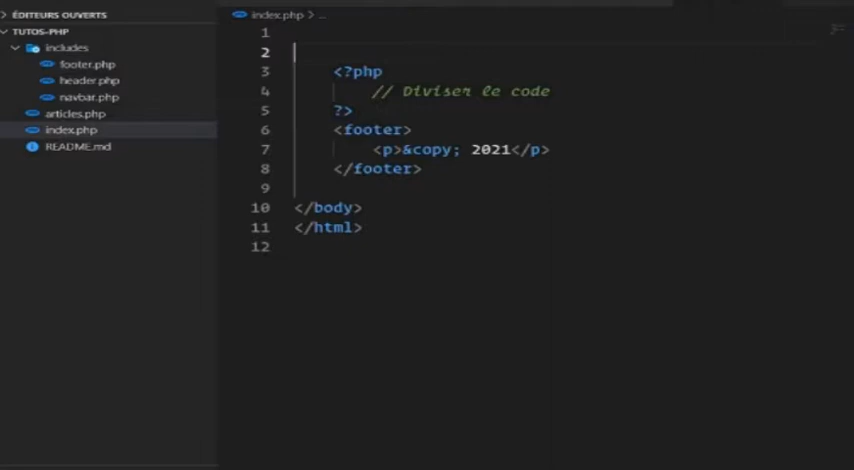 ÉDITEURS OUVERTS
TUTOS-PHP
includes
footer.php
header.php
navbar.php
articles.php
index.php
README.md
index.php > ...
1
2
3 <?php
4 // Diviser le code
5 ?>
6 <footer>
7 <p>&copy; 2021</p>
8 </footer>
9
10 </body>
11 </html>
12